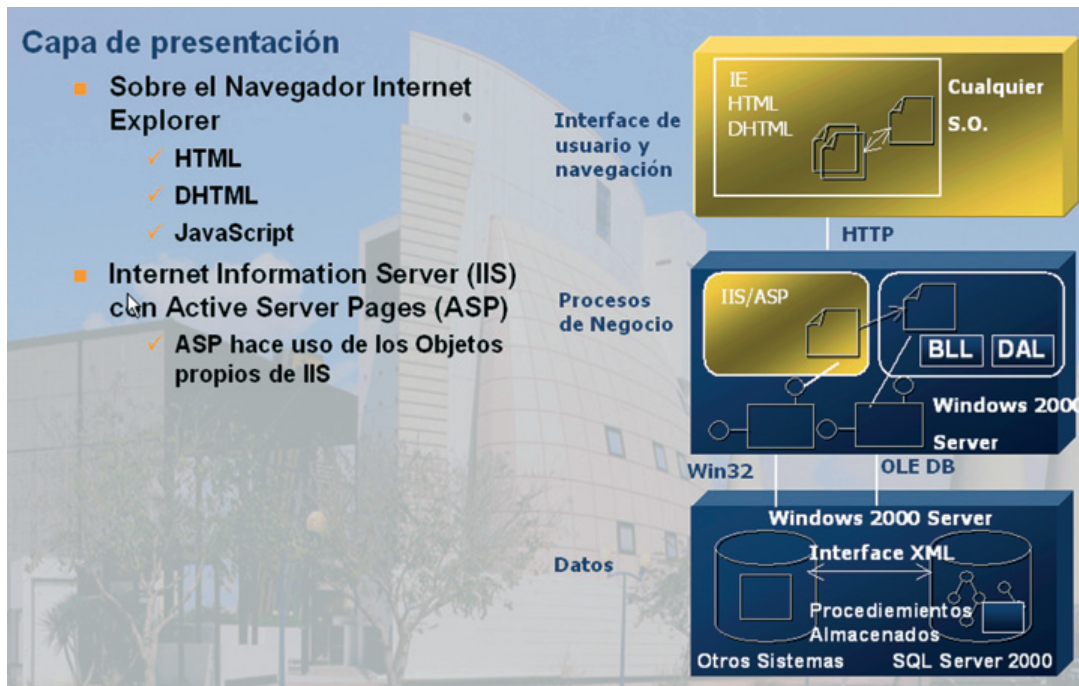 Capa de presentación
Sobre el Navegador Internet
Explorer
HTML
DHTML
JavaScript
Internet Information Server (IIS)
con Active Server Pages (ASP)
ASP hace uso de los Objetos
propios de IIS
Interface de
usuario y
navegación
IE
HTML
DHTML
Cualquier
S.O.
HTTP
Procesos
de Negocio
IIS/ASP
BLL
DAL
Windows 2000
Server
Win32
OLE DB
Datos
Windows 2000 Server
Interface XML
Procediemientos
Almacenados
Otros Sistemas
SQL Server 2000